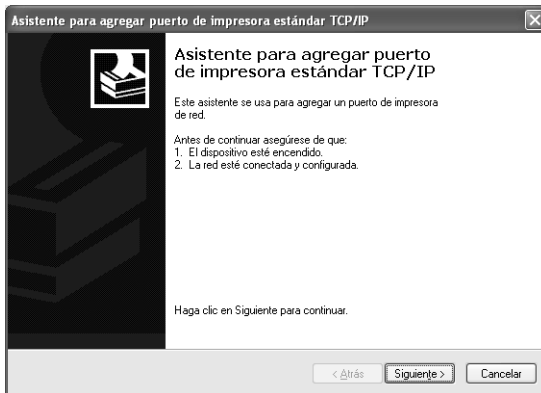 Asistente para agregar puerto de impresora estándar TCP/IP
Asistente para agregar puerto
de impresora estándar TCP/IP
Este asistente se usa para agregar un puerto de impresora
de red.
Antes de continuar asegúrese de que:
1. El dispositivo esté encendido.
2. La red esté conectada y configurada.
Haga clic en Siguiente para continuar.
< Atrás
Siguiente >
Cancelar